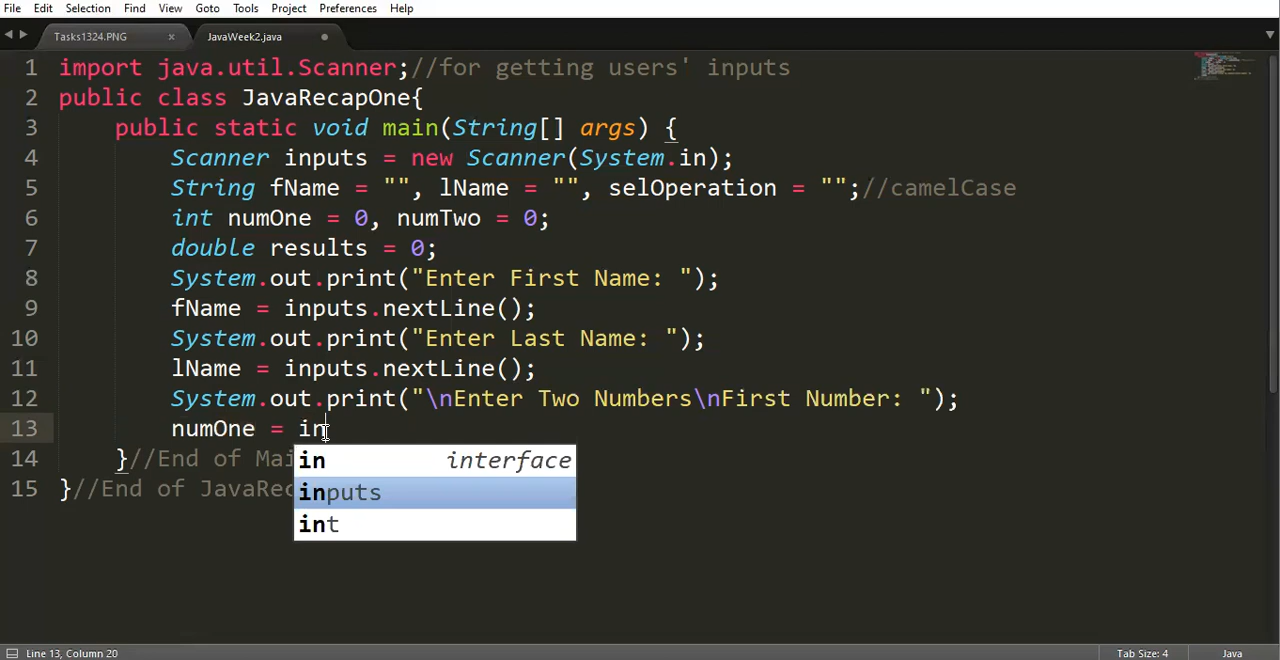 File Edit Selection Find View Goto Tools Project Preferences Help
Tasks1324.PNG × JavaWeek2.java
1 import java.util.Scanner;//for getting users' inputs
2 public class JavaRecapOne{
3 public static void main(String[] args) {
4 Scanner inputs = new Scanner(System.in);
5 String fName = "", lName = "", selOperation = "";//camelCase
6 int numOne = 0, numTwo = 0;
7 double results = 0;
8 System.out.print("Enter First Name: ");
9 fName = inputs.nextLine();
10 System.out.print("Enter Last Name: ");
11 lName = inputs.nextLine();
12 System.out.print("\nEnter Two Numbers\nFirst Number: ");
13 numOne = in
14 }//End of Mai
in interface
15 }//End of JavaRec
inputs
int
Line 13, Column 20 Tab Size: 4 Java